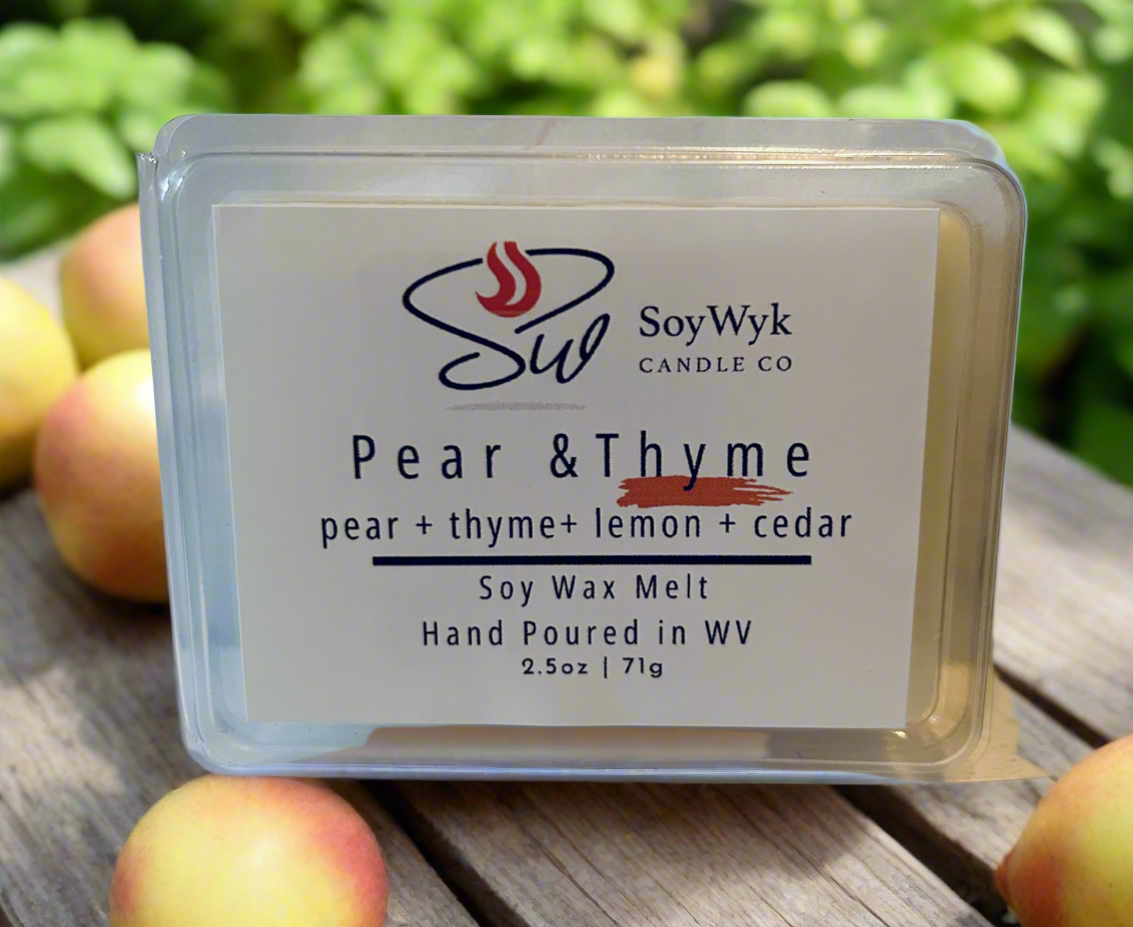 Sw
SoyWyk
CANDLE CO
Pear &Thyme
pear + thyme+ lemon + cedar
Soy Wax Melt
Hand Poured in WV
2.5oz | 71g